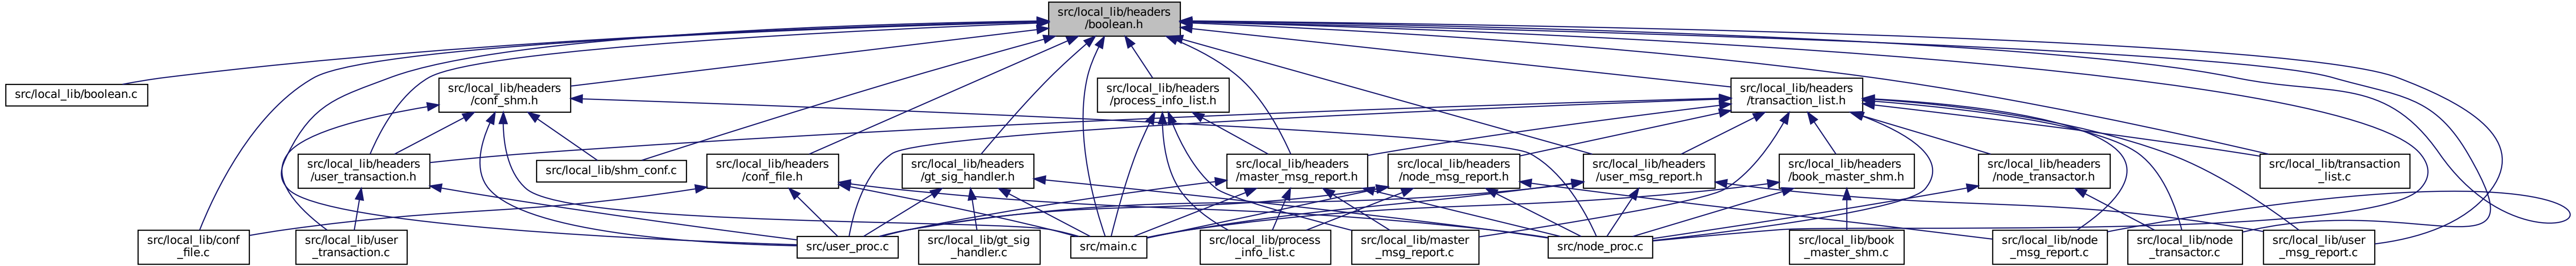 src/local_lib/headers
/boolean.h
src/local_lib/boolean.c
src/local_lib/headers
/conf_shm.h
src/local_lib/headers
/process_info_list.h
src/local_lib/headers
/transaction_list.h
src/local_lib/headers
/user_transaction.h
src/local_lib/shm_conf.c
src/local_lib/headers
/conf_file.h
src/local_lib/headers
/gt_sig_handler.h
src/local_lib/headers
/master_msg_report.h
src/local_lib/headers
/node_msg_report.h
src/local_lib/headers
/user_msg_report.h
src/local_lib/headers
/book_master_shm.h
src/local_lib/headers
/node_transactor.h
src/local_lib/transaction
_list.c
src/local_lib/conf
_file.c
src/local_lib/user
_transaction.c
src/user_proc.c
src/local_lib/gt_sig
_handler.c
src/main.c
src/local_lib/process
_info_list.c
src/local_lib/master
_msg_report.c
src/node_proc.c
src/local_lib/book
_master_shm.c
src/local_lib/node
_msg_report.c
src/local_lib/node
_transactor.c
src/local_lib/user
_msg_report.c